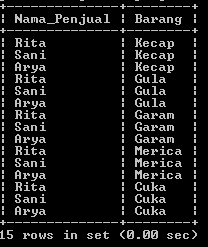 Nama_Penjual | Barang
Rita | Kecap
Sani | Kecap
Arya | Kecap
Rita | Gula
Sani | Gula
Arya | Gula
Rita | Garam
Sani | Garam
Arya | Garam
Rita | Merica
Sani | Merica
Arya | Merica
Rita | Cuka
Sani | Cuka
Arya | Cuka
15 rows in set (0.00 sec)